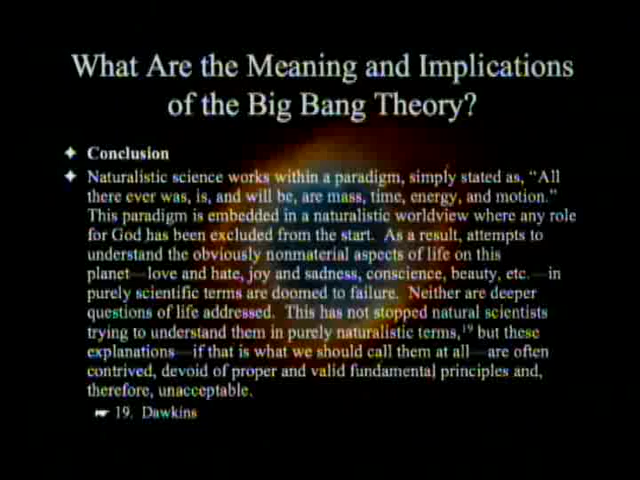 What Are the Meaning and Implications
of the Big Bang Theory?
Conclusion
Naturalistic science works within a paradigm, simply stated as, “All
there ever was, is, and will be, are mass, time, energy, and motion.”
This paradigm is embedded in a naturalistic worldview where any role
for God has been excluded from the start. As a result, attempts to
understand the obviously nonmaterial aspects of life on this
planet—love and hate, joy and sadness, conscience, beauty, etc.—in
purely scientific terms are doomed to failure. Neither are deeper
questions of life addressed. This has not stopped natural scientists
trying to understand them in purely naturalistic terms,19 but these
explanations—if that is what we should call them at all—are often
contrived, devoid of proper and valid fundamental principles and,
therefore, unacceptable.
19. Dawkins